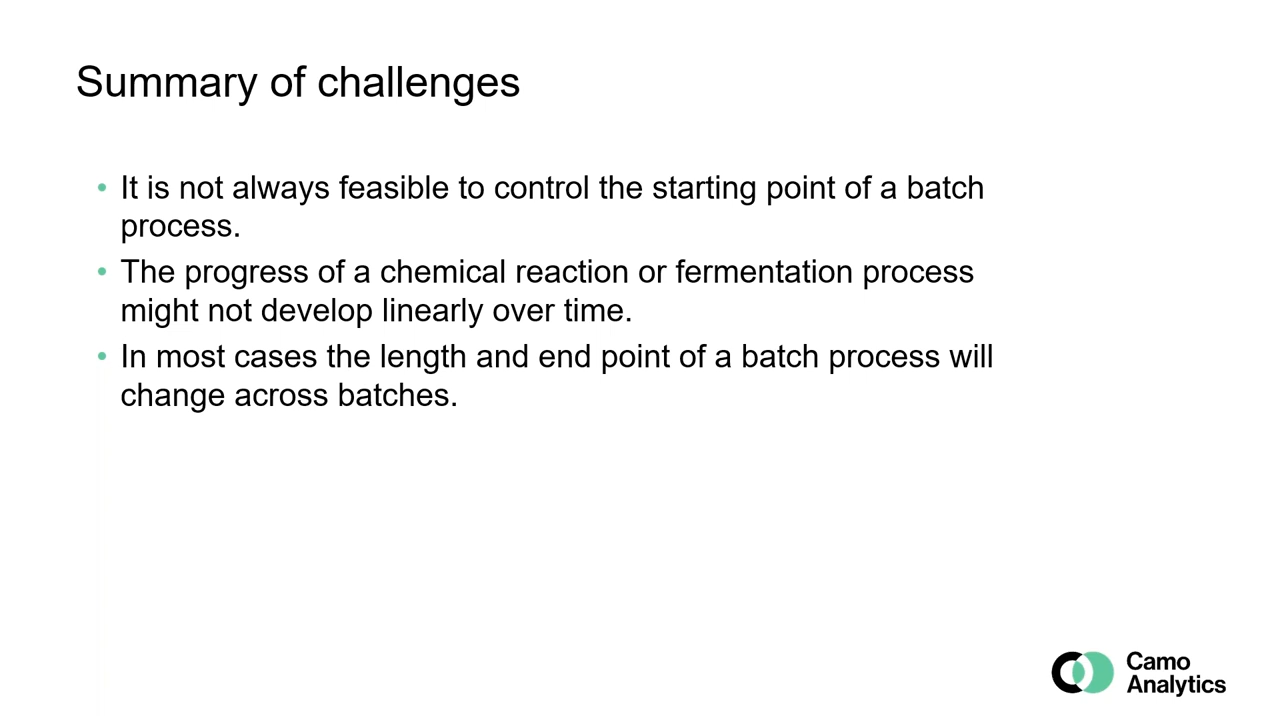 Summary of challenges
• It is not always feasible to control the starting point of a batch
process.
• The progress of a chemical reaction or fermentation process
might not develop linearly over time.
• In most cases the length and end point of a batch process will
change across batches.
Camo
Analytics